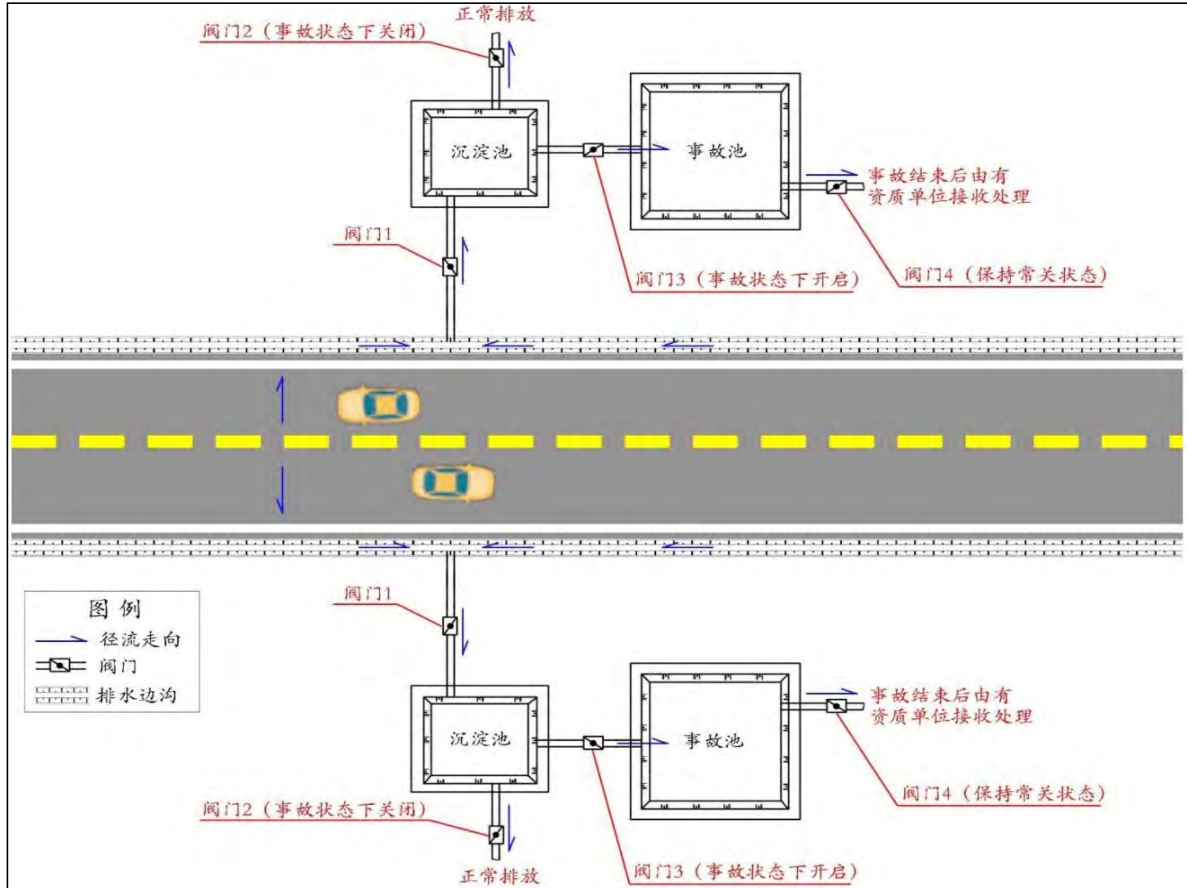 正常排放
阀门2（事故状态下关闭）
沉淀池
事故池
事故结束后由有
资质单位接收处理
阀门1
阀门3（事故状态下开启）
阀门4（保持常关状态）
阀门1
图例
径流走向
阀门
排水边沟
沉淀池
事故池
事故结束后由有
资质单位接收处理
阀门2（事故状态下关闭）
阀门4（保持常关状态）
正常排放
阀门3（事故状态下开启）